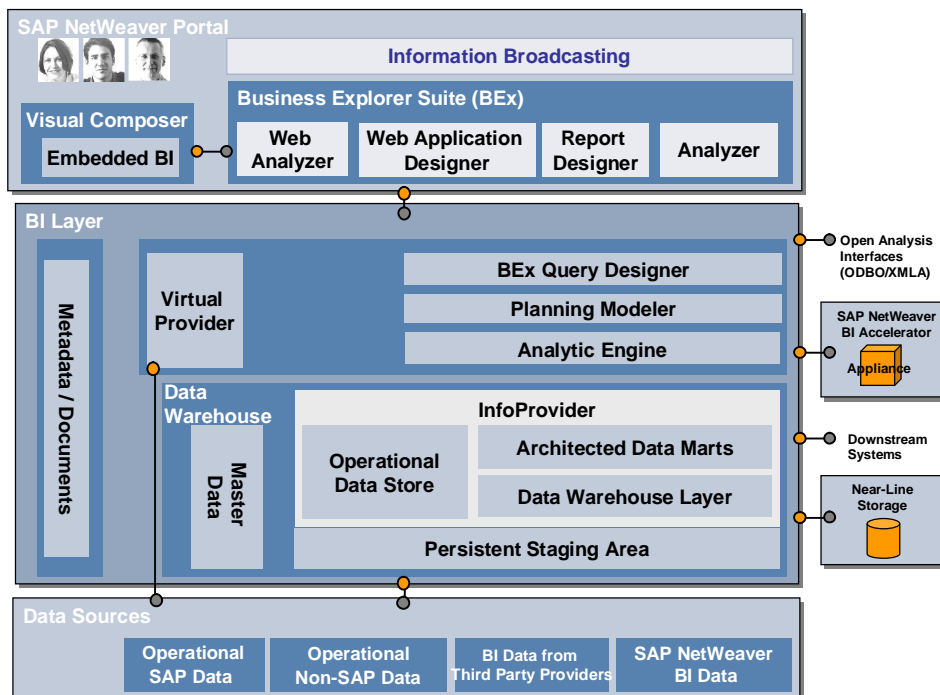 SAP NetWeaver Portal
Information Broadcasting
Business Explorer Suite (BEx)
Visual Composer
Embedded BI
Web
Analyzer
Web Application
Designer
Report
Designer
Analyzer
BI Layer
Open Analysis
Interfaces
(ODBO/XMLA)
Metadada / Documents
Virtual
Provider
BEx Query Designer
Planning Modeler
Analytic Engine
SAP NetWeaver
BI Accelerator
Appliance
Data
Warehouse
Master
Data
InfoProvider
Operational
Data Store
Architected Data Marts
Data Warehouse Layer
Persistent Staging Area
Downstream
Systems
Near-Line
Storage
Data Sources
Operational
SAP Data
Operational
Non-SAP Data
BI Data from
Third Party Providers
SAP NetWeaver
BI Data